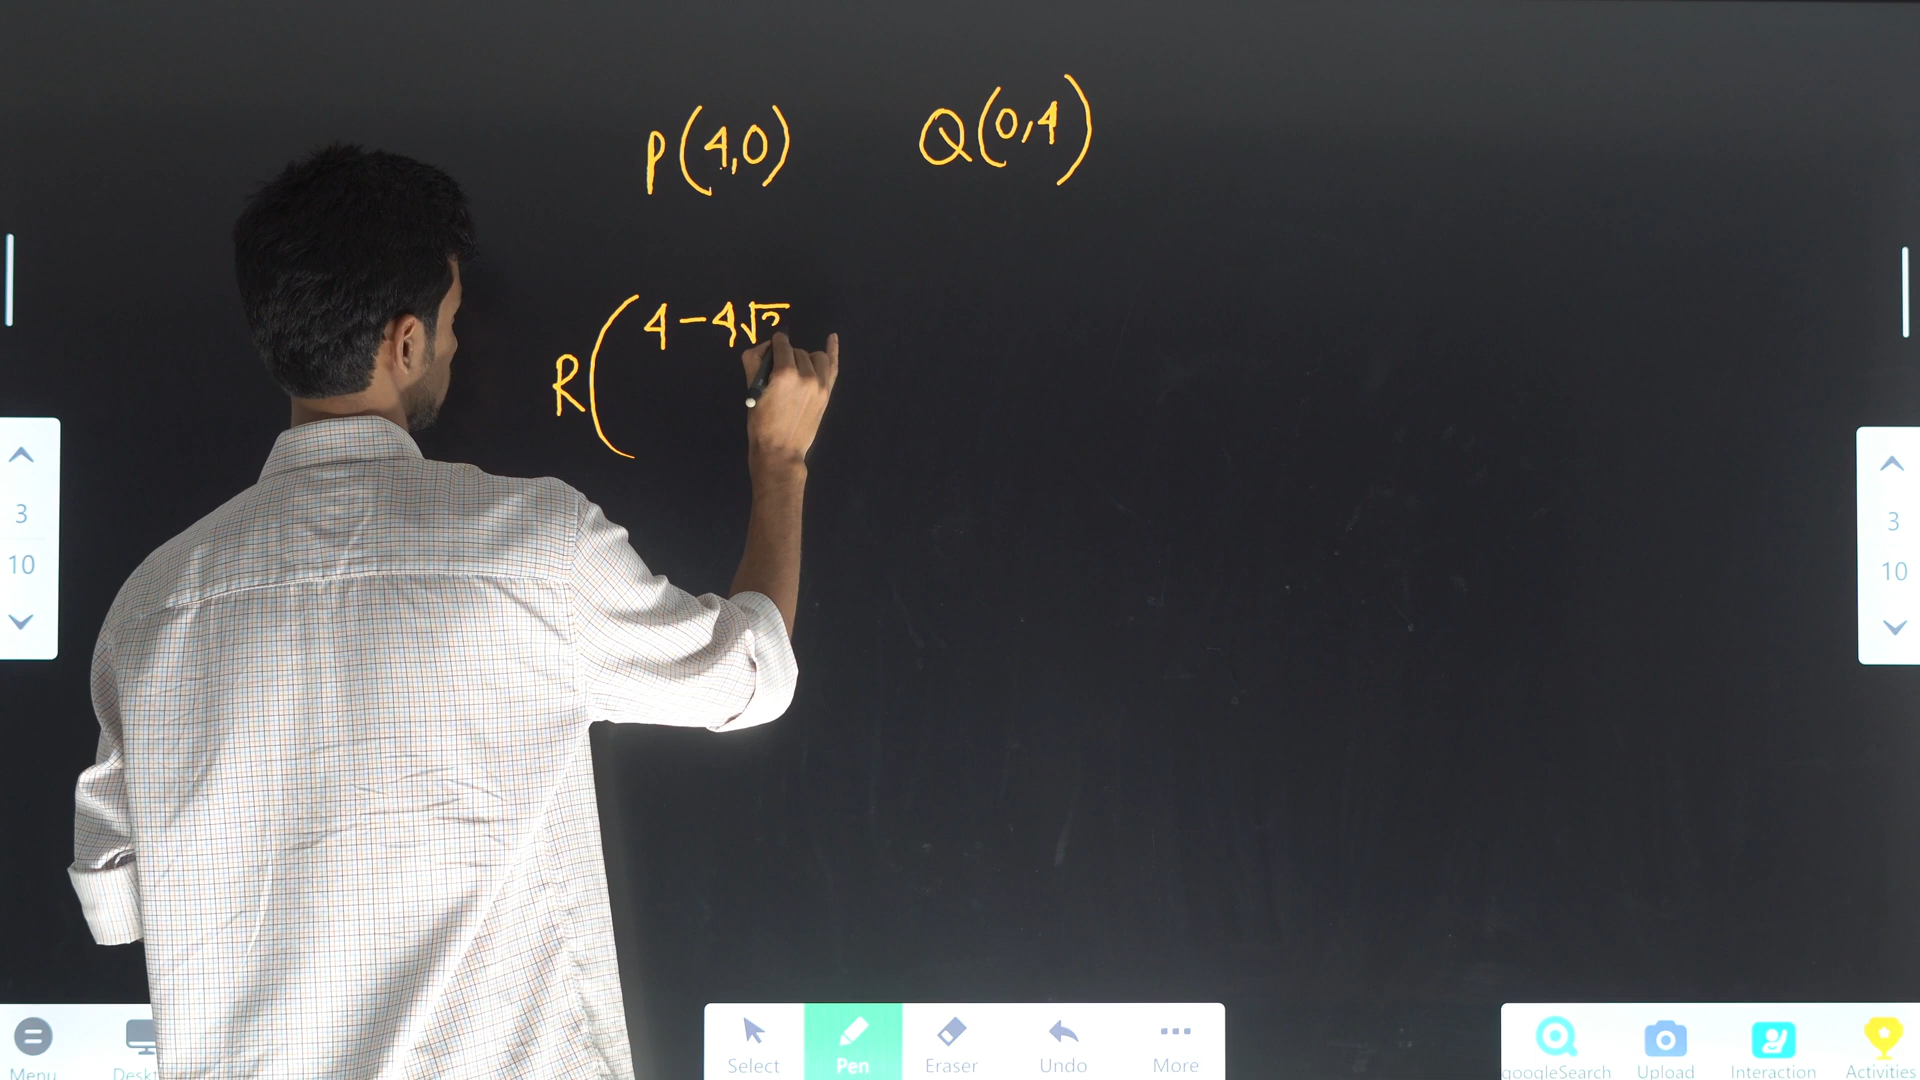 P(4,0) Q(0,4)
R( 4-4√
3
10
3
10
Menu
Select
Pen
Eraser
Undo
More
googleSearch
Upload
Interaction
Activities